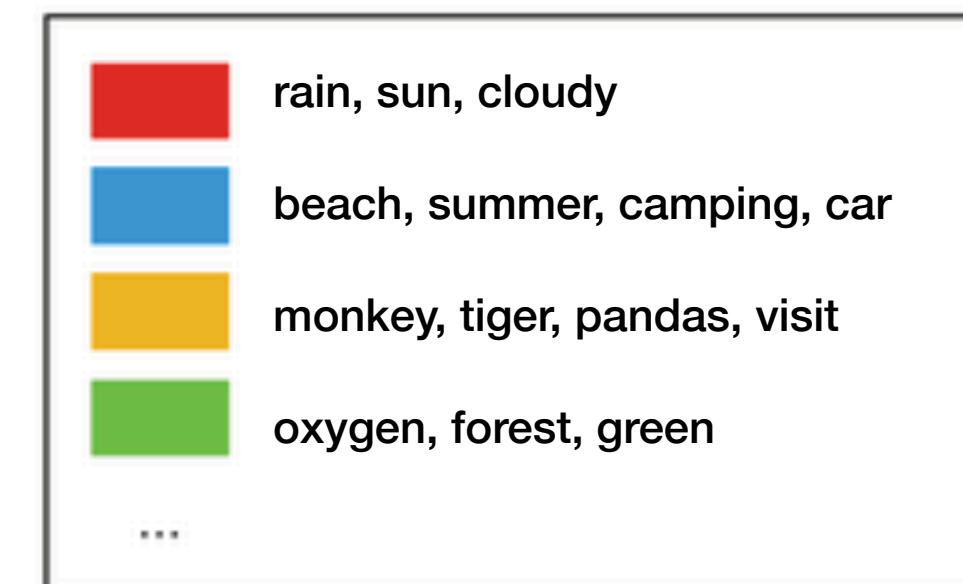 rain, sun, cloudy
beach, summer, camping, car
monkey, tiger, pandas, visit
oxygen, forest, green
...